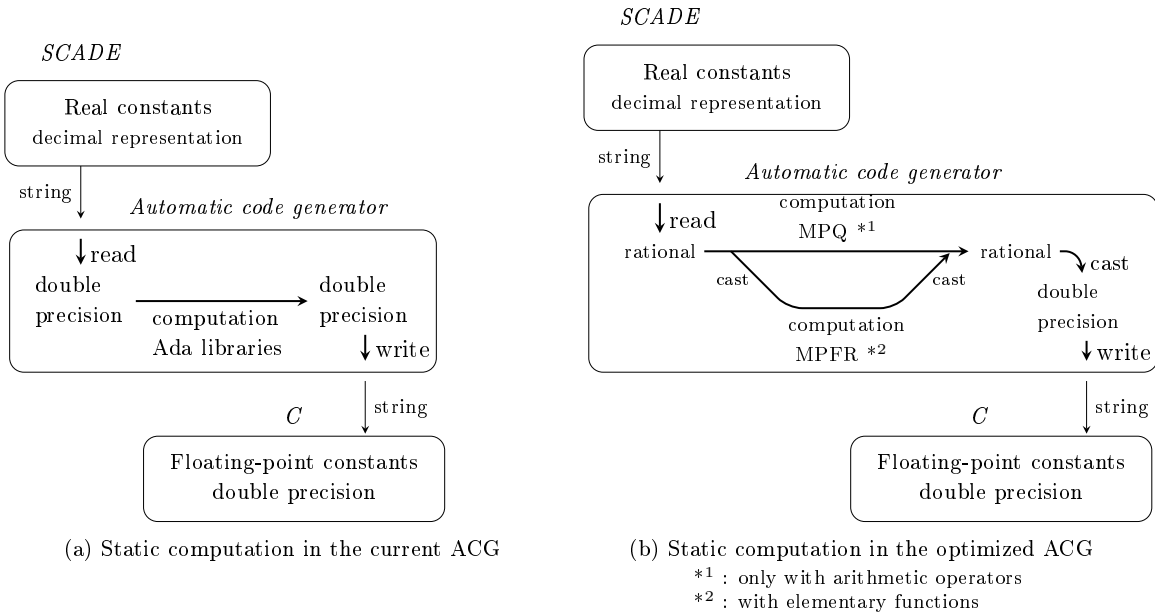 SCADE
Real constants
decimal representation
string
Automatic code generator
read
double
precision
computation
Ada libraries
double
precision
write
string
C
Floating-point constants
double precision
(a) Static computation in the current ACG
SCADE
Real constants
decimal representation
string
Automatic code generator
read
rational
computation
MPQ *1
rational
cast
cast
cast
computation
MPFR *2
double
precision
write
string
C
Floating-point constants
double precision
(b) Static computation in the optimized ACG
*1 : only with arithmetic operators
*2 : with elementary functions